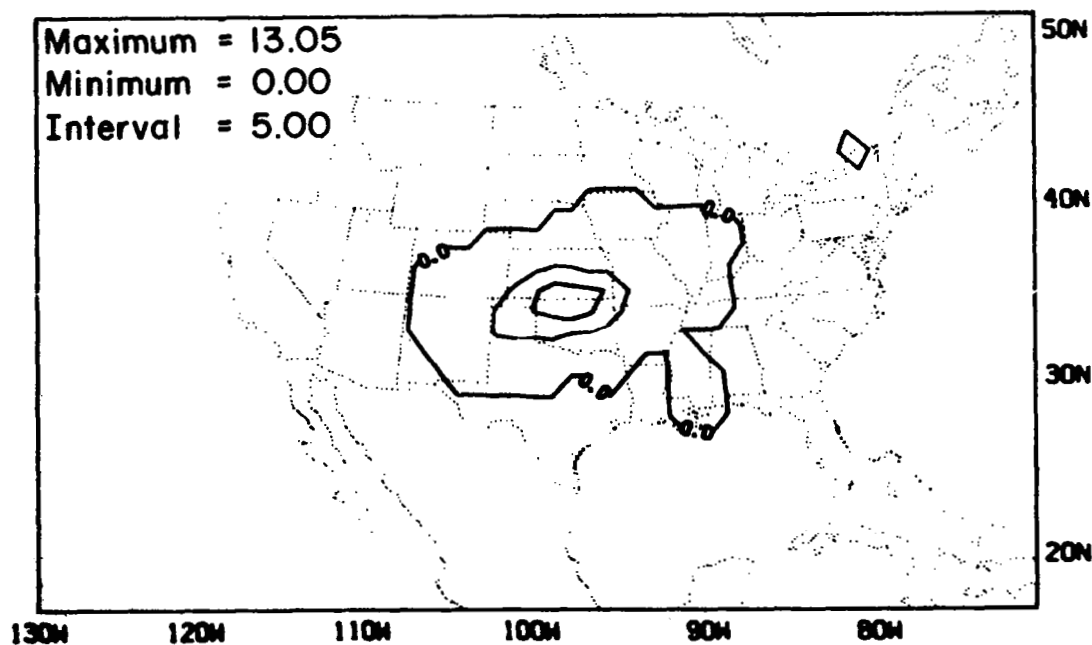 Maximum = 13.05
Minimum = 0.00
Interval = 5.00
50N
40N
30N
20N
0.0
0.0
0.0
0.0
130W 120W 110W 100W 90W 80W